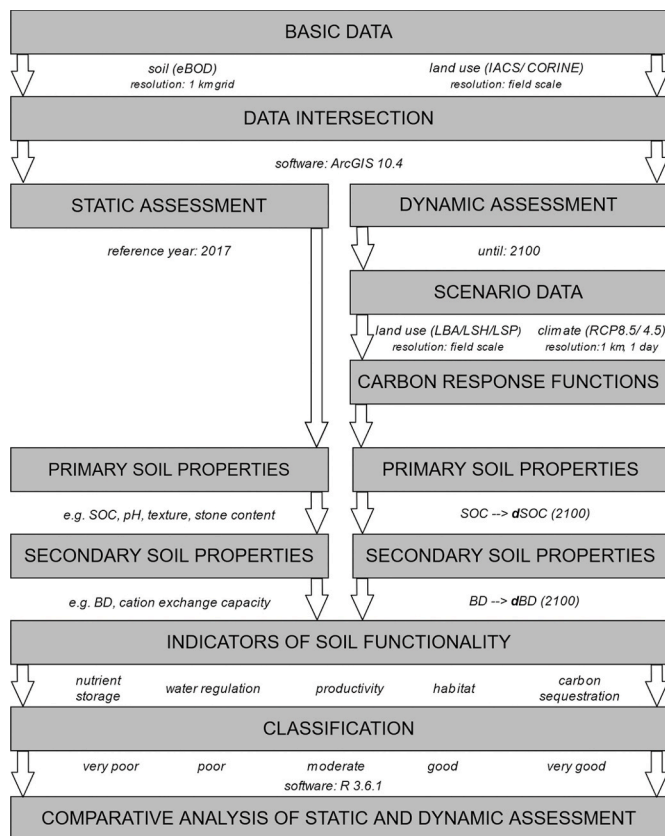 BASIC DATA
soil (eBOD)
resolution: 1 kmgrid
land use (IACS/ CORINE)
resolution: field scale
DATA INTERSECTION
software: ArcGIS 10.4
STATIC ASSESSMENT
DYNAMIC ASSESSMENT
reference year: 2017
until: 2100
SCENARIO DATA
land use (LBA/LSH/LSP)
resolution: field scale
climate (RCP8.5/ 4.5)
resolution:1 km, 1 day
CARBON RESPONSE FUNCTIONS
PRIMARY SOIL PROPERTIES
PRIMARY SOIL PROPERTIES
e.g. SOC, pH, texture, stone content
SOC --> dSOC (2100)
SECONDARY SOIL PROPERTIES
SECONDARY SOIL PROPERTIES
e.g. BD, cation exchange capacity
BD --> dBD (2100)
INDICATORS OF SOIL FUNCTIONALITY
nutrient
storage
water regulation
productivity
habitat
carbon
sequestration
CLASSIFICATION
very poor
poor
moderate
good
very good
software: R 3.6.1
COMPARATIVE ANALYSIS OF STATIC AND DYNAMIC ASSESSMENT